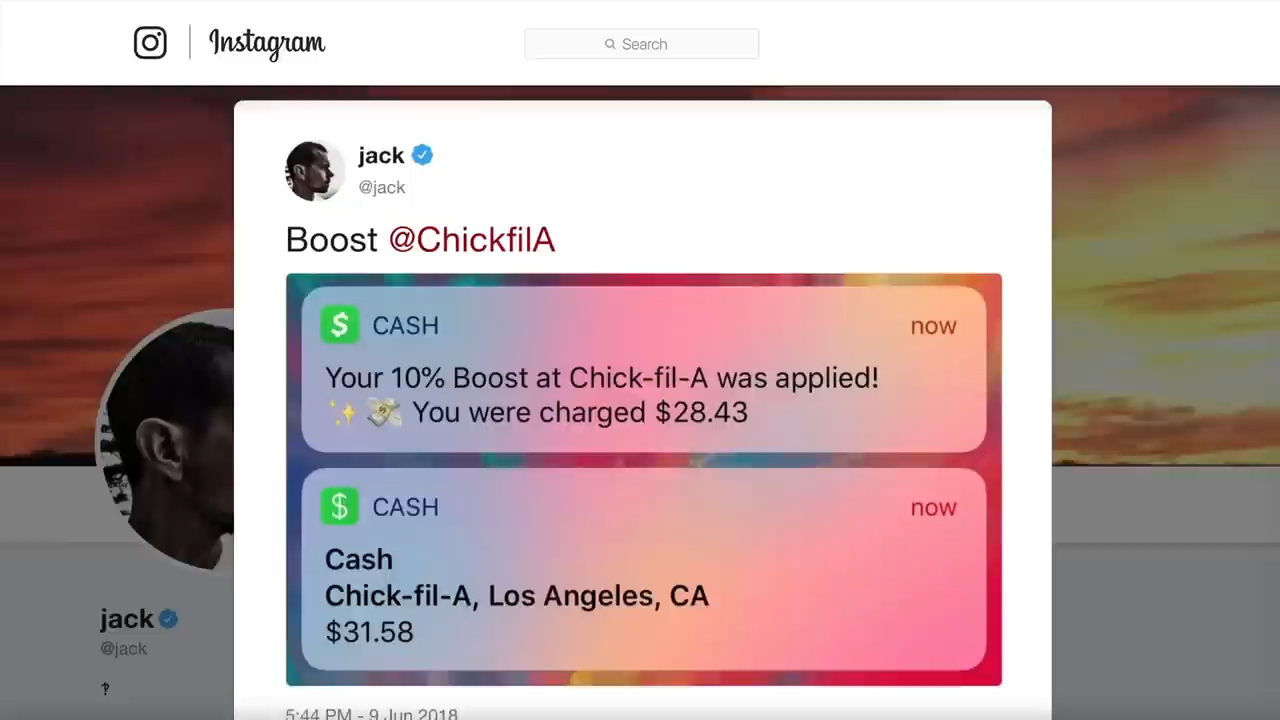 Instagram
Search
jack
@jack
Boost @ChickfilA
CASH now
Your 10% Boost at Chick-fil-A was applied!
✨ 💸 You were charged $28.43
CASH now
Cash
Chick-fil-A, Los Angeles, CA
$31.58
5:44 PM - 9 Jun 2018
jack
@jack
‽